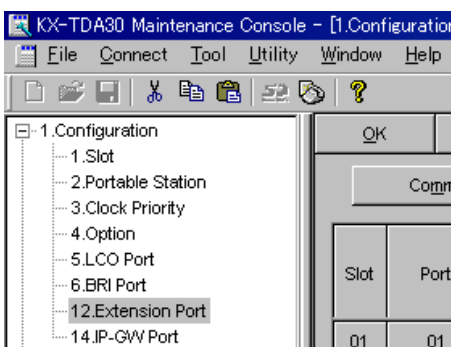 KX-TDA30 Maintenance Console - [1.Configuration
File Connect Tool Utility Window Help
1.Configuration
1.Slot
2.Portable Station
3.Clock Priority
4.Option
5.LCO Port
6.BRI Port
12.Extension Port
14.IP-GW Port
OK
Slot
Port
01 01